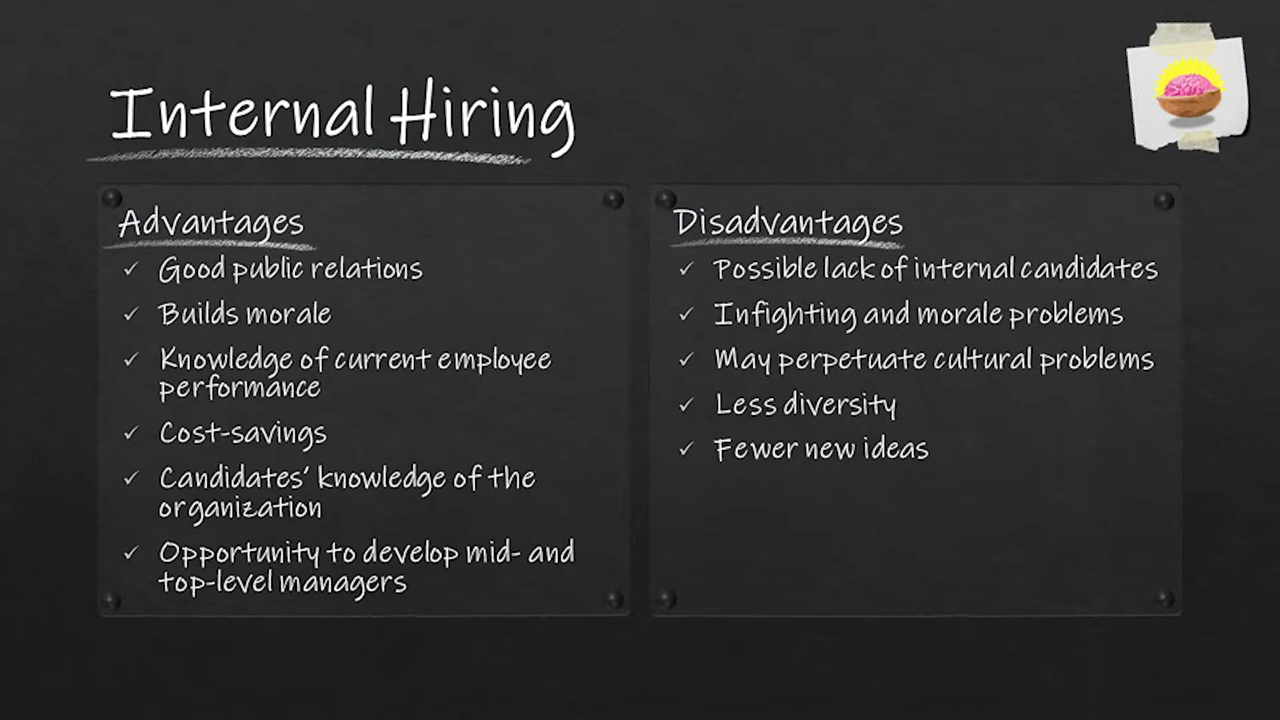 Internal Hiring
Advantages
✓ Good public relations
✓ Builds morale
✓ Knowledge of current employee
performance
✓ Cost-savings
✓ Candidates' knowledge of the
organization
✓ Opportunity to develop mid- and
top-level managers
Disadvantages
✓ Possible lack of internal candidates
✓ Infighting and morale problems
✓ May perpetuate cultural problems
✓ Less diversity
✓ Fewer new ideas